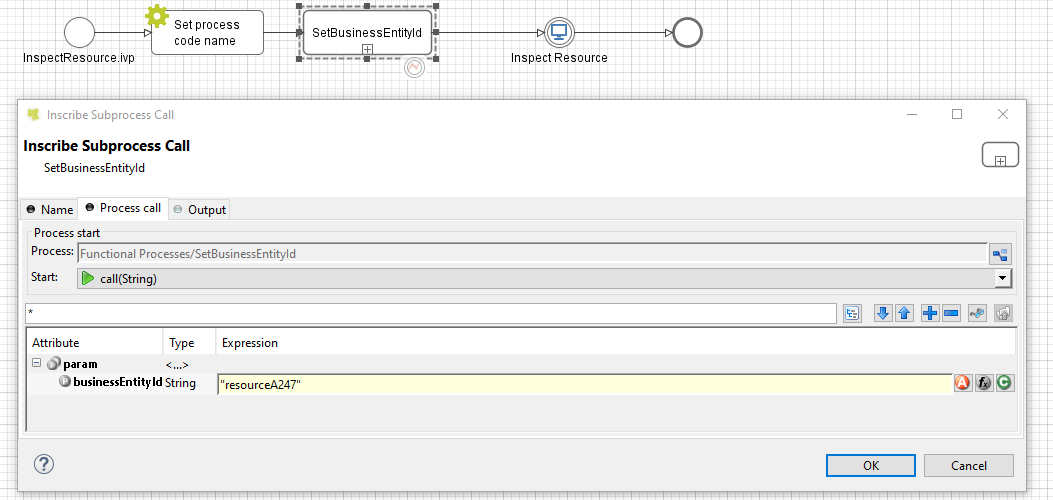 Set process
code name
SetBusinessEntityId
InspectResource.ivp
Inspect Resource
Inscribe Subprocess Call
Inscribe Subprocess Call
SetBusinessEntityId
Name Process call Output
Process start
Process: Functional Processes/SetBusinessEntityId
Start: call(String)
*
Attribute Type Expression
param <...>
businessEntityId String "resourceA247"
OK Cancel